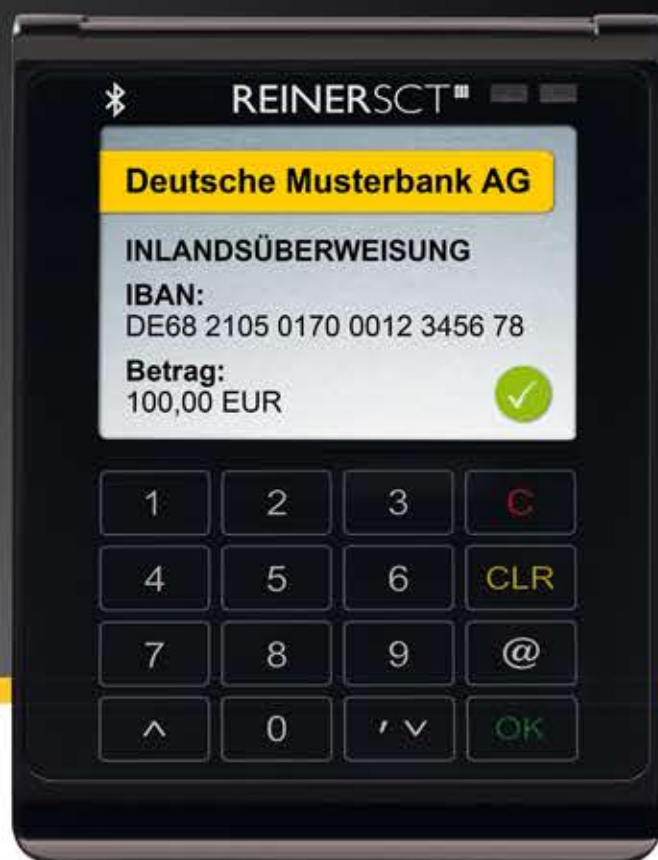 REINERSCT
Deutsche Musterbank AG
INLANDSÜBERWEISUNG
IBAN:
DE68 2105 0170 0012 3456 78
Betrag:
100,00 EUR
1 2 3 C
4 5 6 CLR
7 8 9 @
^ 0 ' ∨ OK